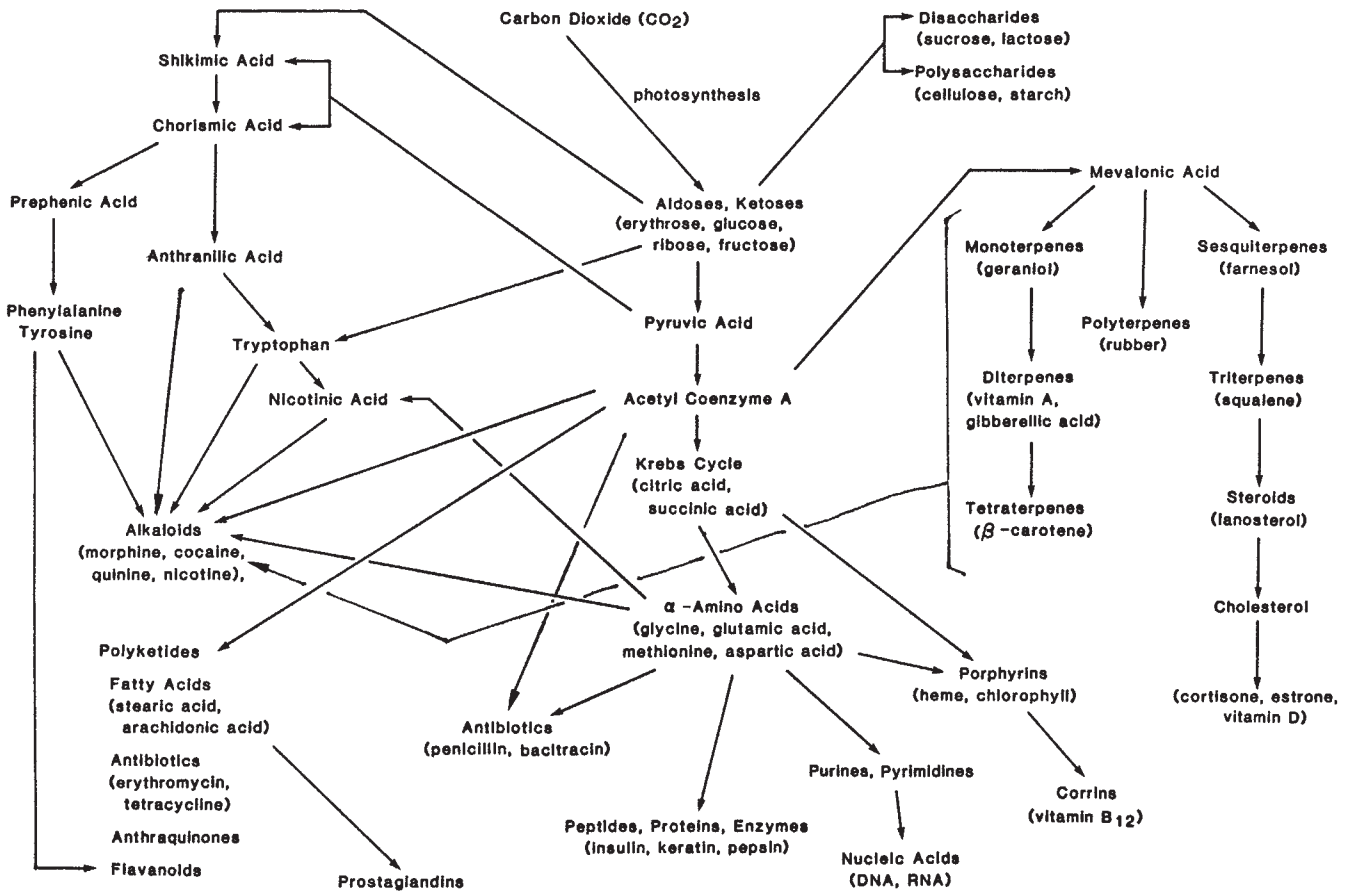 Carbon Dioxide (CO2)
photosynthesis
Disaccharides
(sucrose, lactose)
Polysaccharides
(cellulose, starch)
Shikimic Acid
Chorismic Acid
Prephenic Acid
Anthranilic Acid
Phenylalanine
Tyrosine
Tryptophan
Nicotinic Acid
Aldoses, Ketoses
(erythrose, glucose,
ribose, fructose)
Pyruvic Acid
Acetyl Coenzyme A
Krebs Cycle
(citric acid,
succinic acid)
Mevalonic Acid
Monoterpenes
(geraniol)
Sesquiterpenes
(farnesol)
Polyterpenes
(rubber)
Diterpenes
(vitamin A,
gibberellic acid)
Triterpenes
(squalene)
Tetraterpenes
(β-carotene)
Steroids
(lanosterol)
Cholesterol
(cortisone, estrone,
vitamin D)
Alkaloids
(morphine, cocaine,
quinine, nicotine),
α-Amino Acids
(glycine, glutamic acid,
methionine, aspartic acid)
Polyketides
Fatty Acids
(stearic acid,
arachidonic acid)
Antibiotics
(erythromycin,
tetracycline)
Anthraquinones
Flavanoids
Prostaglandins
Antibiotics
(penicillin, bacitracin)
Peptides, Proteins, Enzymes
(insulin, keratin, pepsin)
Purines, Pyrimidines
Nucleic Acids
(DNA, RNA)
Porphyrins
(heme, chlorophyll)
Corrins
(vitamin B12)